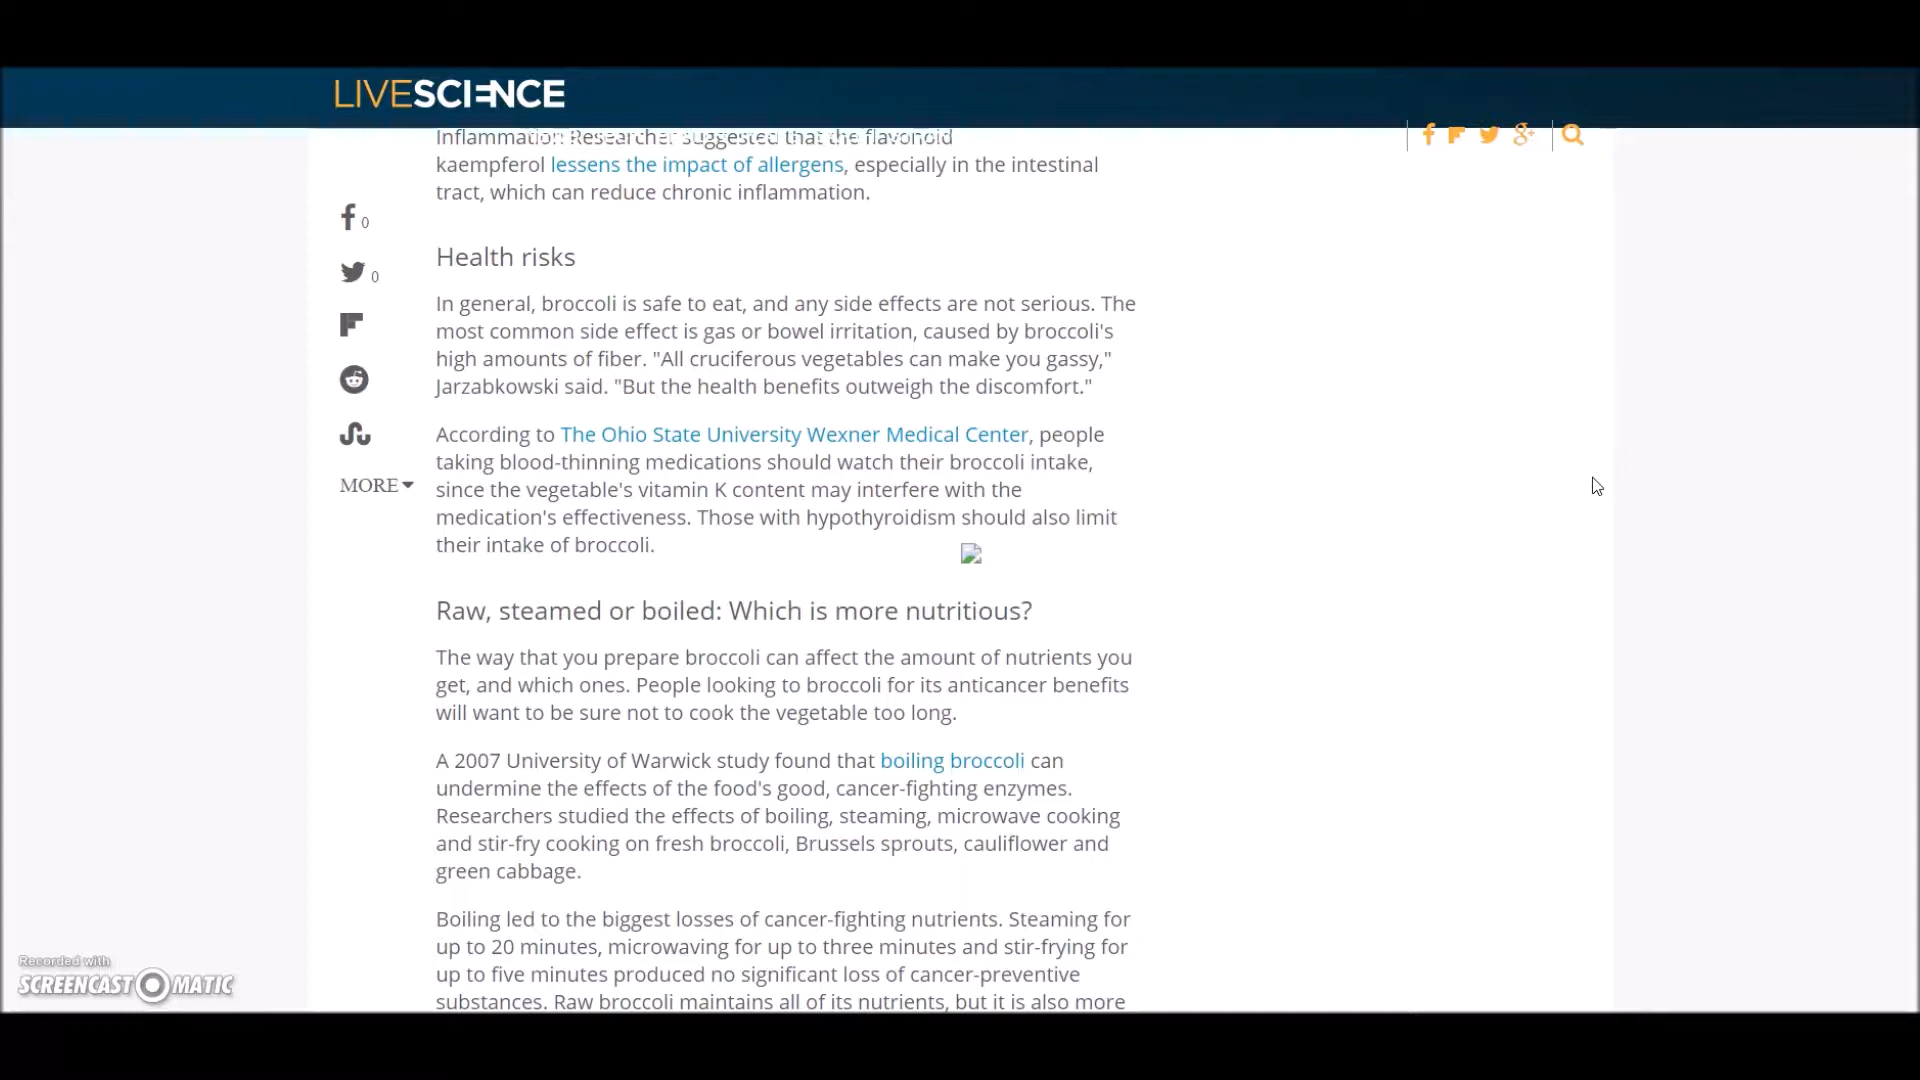 LIVESCIENCE
Inflammation Researcher suggested that the flavonoid
kaempferol lessens the impact of allergens, especially in the intestinal
tract, which can reduce chronic inflammation.
0
Health risks
0
In general, broccoli is safe to eat, and any side effects are not serious. The
most common side effect is gas or bowel irritation, caused by broccoli's
high amounts of fiber. "All cruciferous vegetables can make you gassy,"
Jarzabkowski said. "But the health benefits outweigh the discomfort."
According to The Ohio State University Wexner Medical Center, people
taking blood-thinning medications should watch their broccoli intake,
MORE
since the vegetable's vitamin K content may interfere with the
medication's effectiveness. Those with hypothyroidism should also limit
their intake of broccoli.
Raw, steamed or boiled: Which is more nutritious?
The way that you prepare broccoli can affect the amount of nutrients you
get, and which ones. People looking to broccoli for its anticancer benefits
will want to be sure not to cook the vegetable too long.
A 2007 University of Warwick study found that boiling broccoli can
undermine the effects of the food's good, cancer-fighting enzymes.
Researchers studied the effects of boiling, steaming, microwave cooking
and stir-fry cooking on fresh broccoli, Brussels sprouts, cauliflower and
green cabbage.
Boiling led to the biggest losses of cancer-fighting nutrients. Steaming for
up to 20 minutes, microwaving for up to three minutes and stir-frying for
up to five minutes produced no significant loss of cancer-preventive
substances. Raw broccoli maintains all of its nutrients, but it is also more
Recorded with
SCREENCAST-O-MATIC